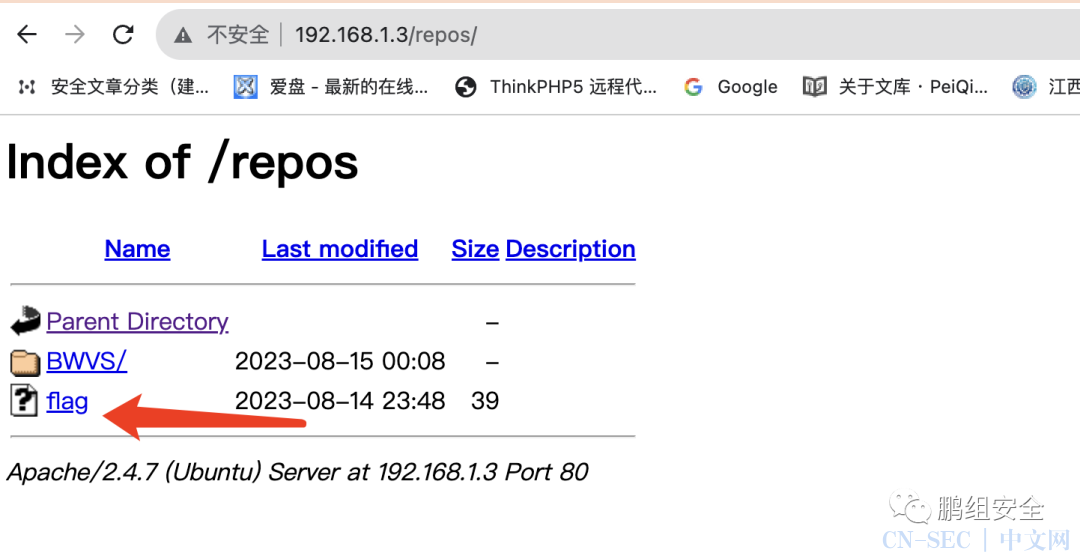 不安全 192.168.1.3/repos/
安全文章分类（建... 爱盘 - 最新的在线... ThinkPHP5 远程代... Google 关于文库 · PeiQi... 江西
Index of /repos
Name Last modified Size Description
Parent Directory –
BWVS/ 2023-08-15 00:08 –
flag 2023-08-14 23:48 39
Apache/2.4.7 (Ubuntu) Server at 192.168.1.3 Port 80
鹏组安全
CN-SEC | 中文网